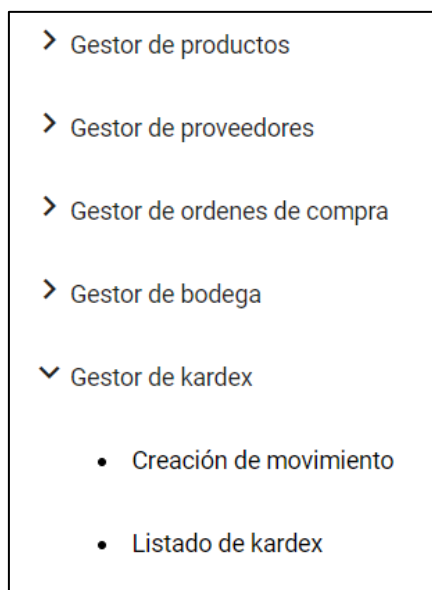 Gestor de productos
Gestor de proveedores
Gestor de ordenes de compra
Gestor de bodega
Gestor de kardex
Creación de movimiento
Listado de kardex